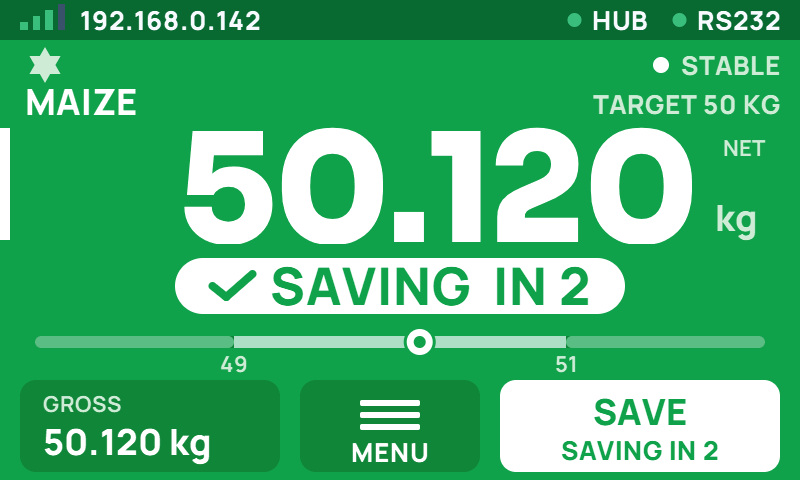 192.168.0.142
HUB
RS232
STABLE
MAIZE
TARGET 50 KG
NET
50.120 kg
SAVING IN 2
49
51
GROSS
50.120 kg
MENU
SAVE
SAVING IN 2